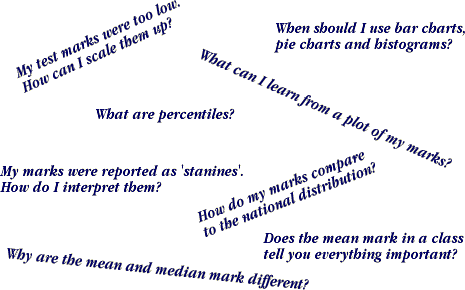 My test marks were too low.
How can I scale them up?
When should I use bar charts,
pie charts and histograms?
What can I learn from a plot of my marks?
What are percentiles?
My marks were reported as 'stanines'.
How do I interpret them?
How do my marks compare
to the national distribution?
Does the mean mark in a class
tell you everything important?
Why are the mean and median mark different?